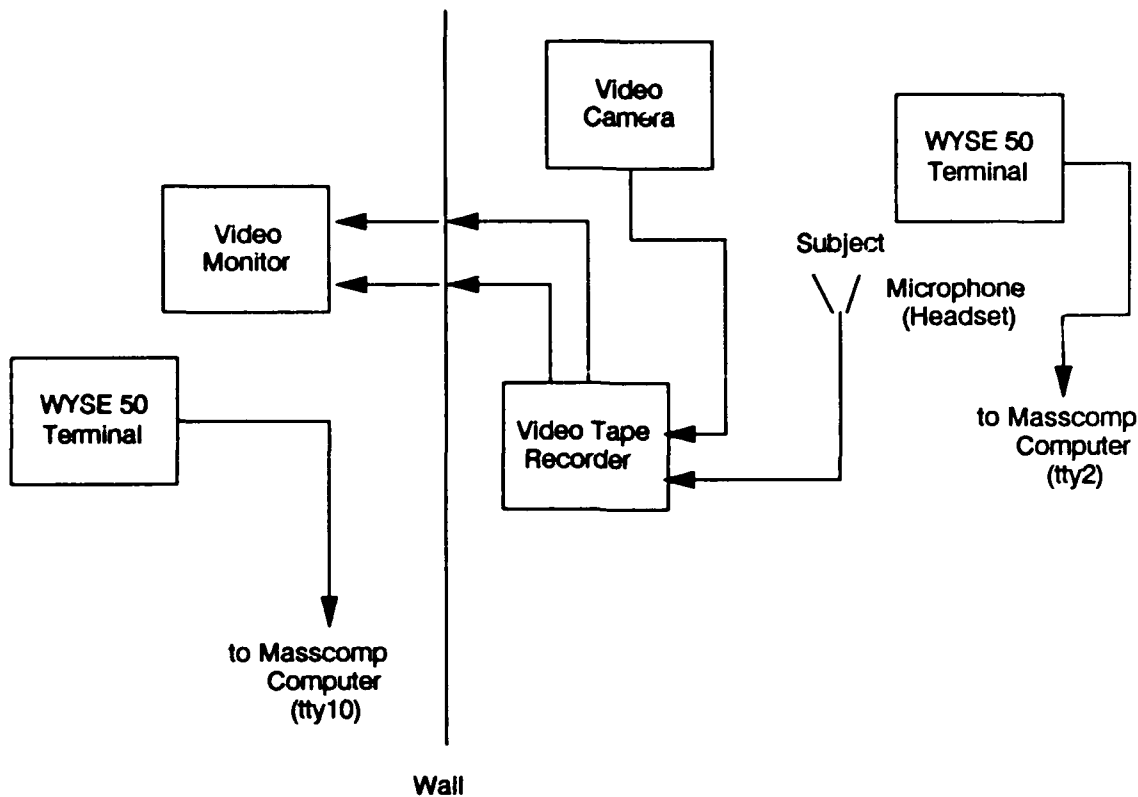 Video
Camera
WYSE 50
Terminal
Video
Monitor
Subject
Microphone
(Headset)
WYSE 50
Terminal
Video Tape
Recorder
to Masscomp
Computer
(tty2)
to Masscomp
Computer
(tty10)
Wall